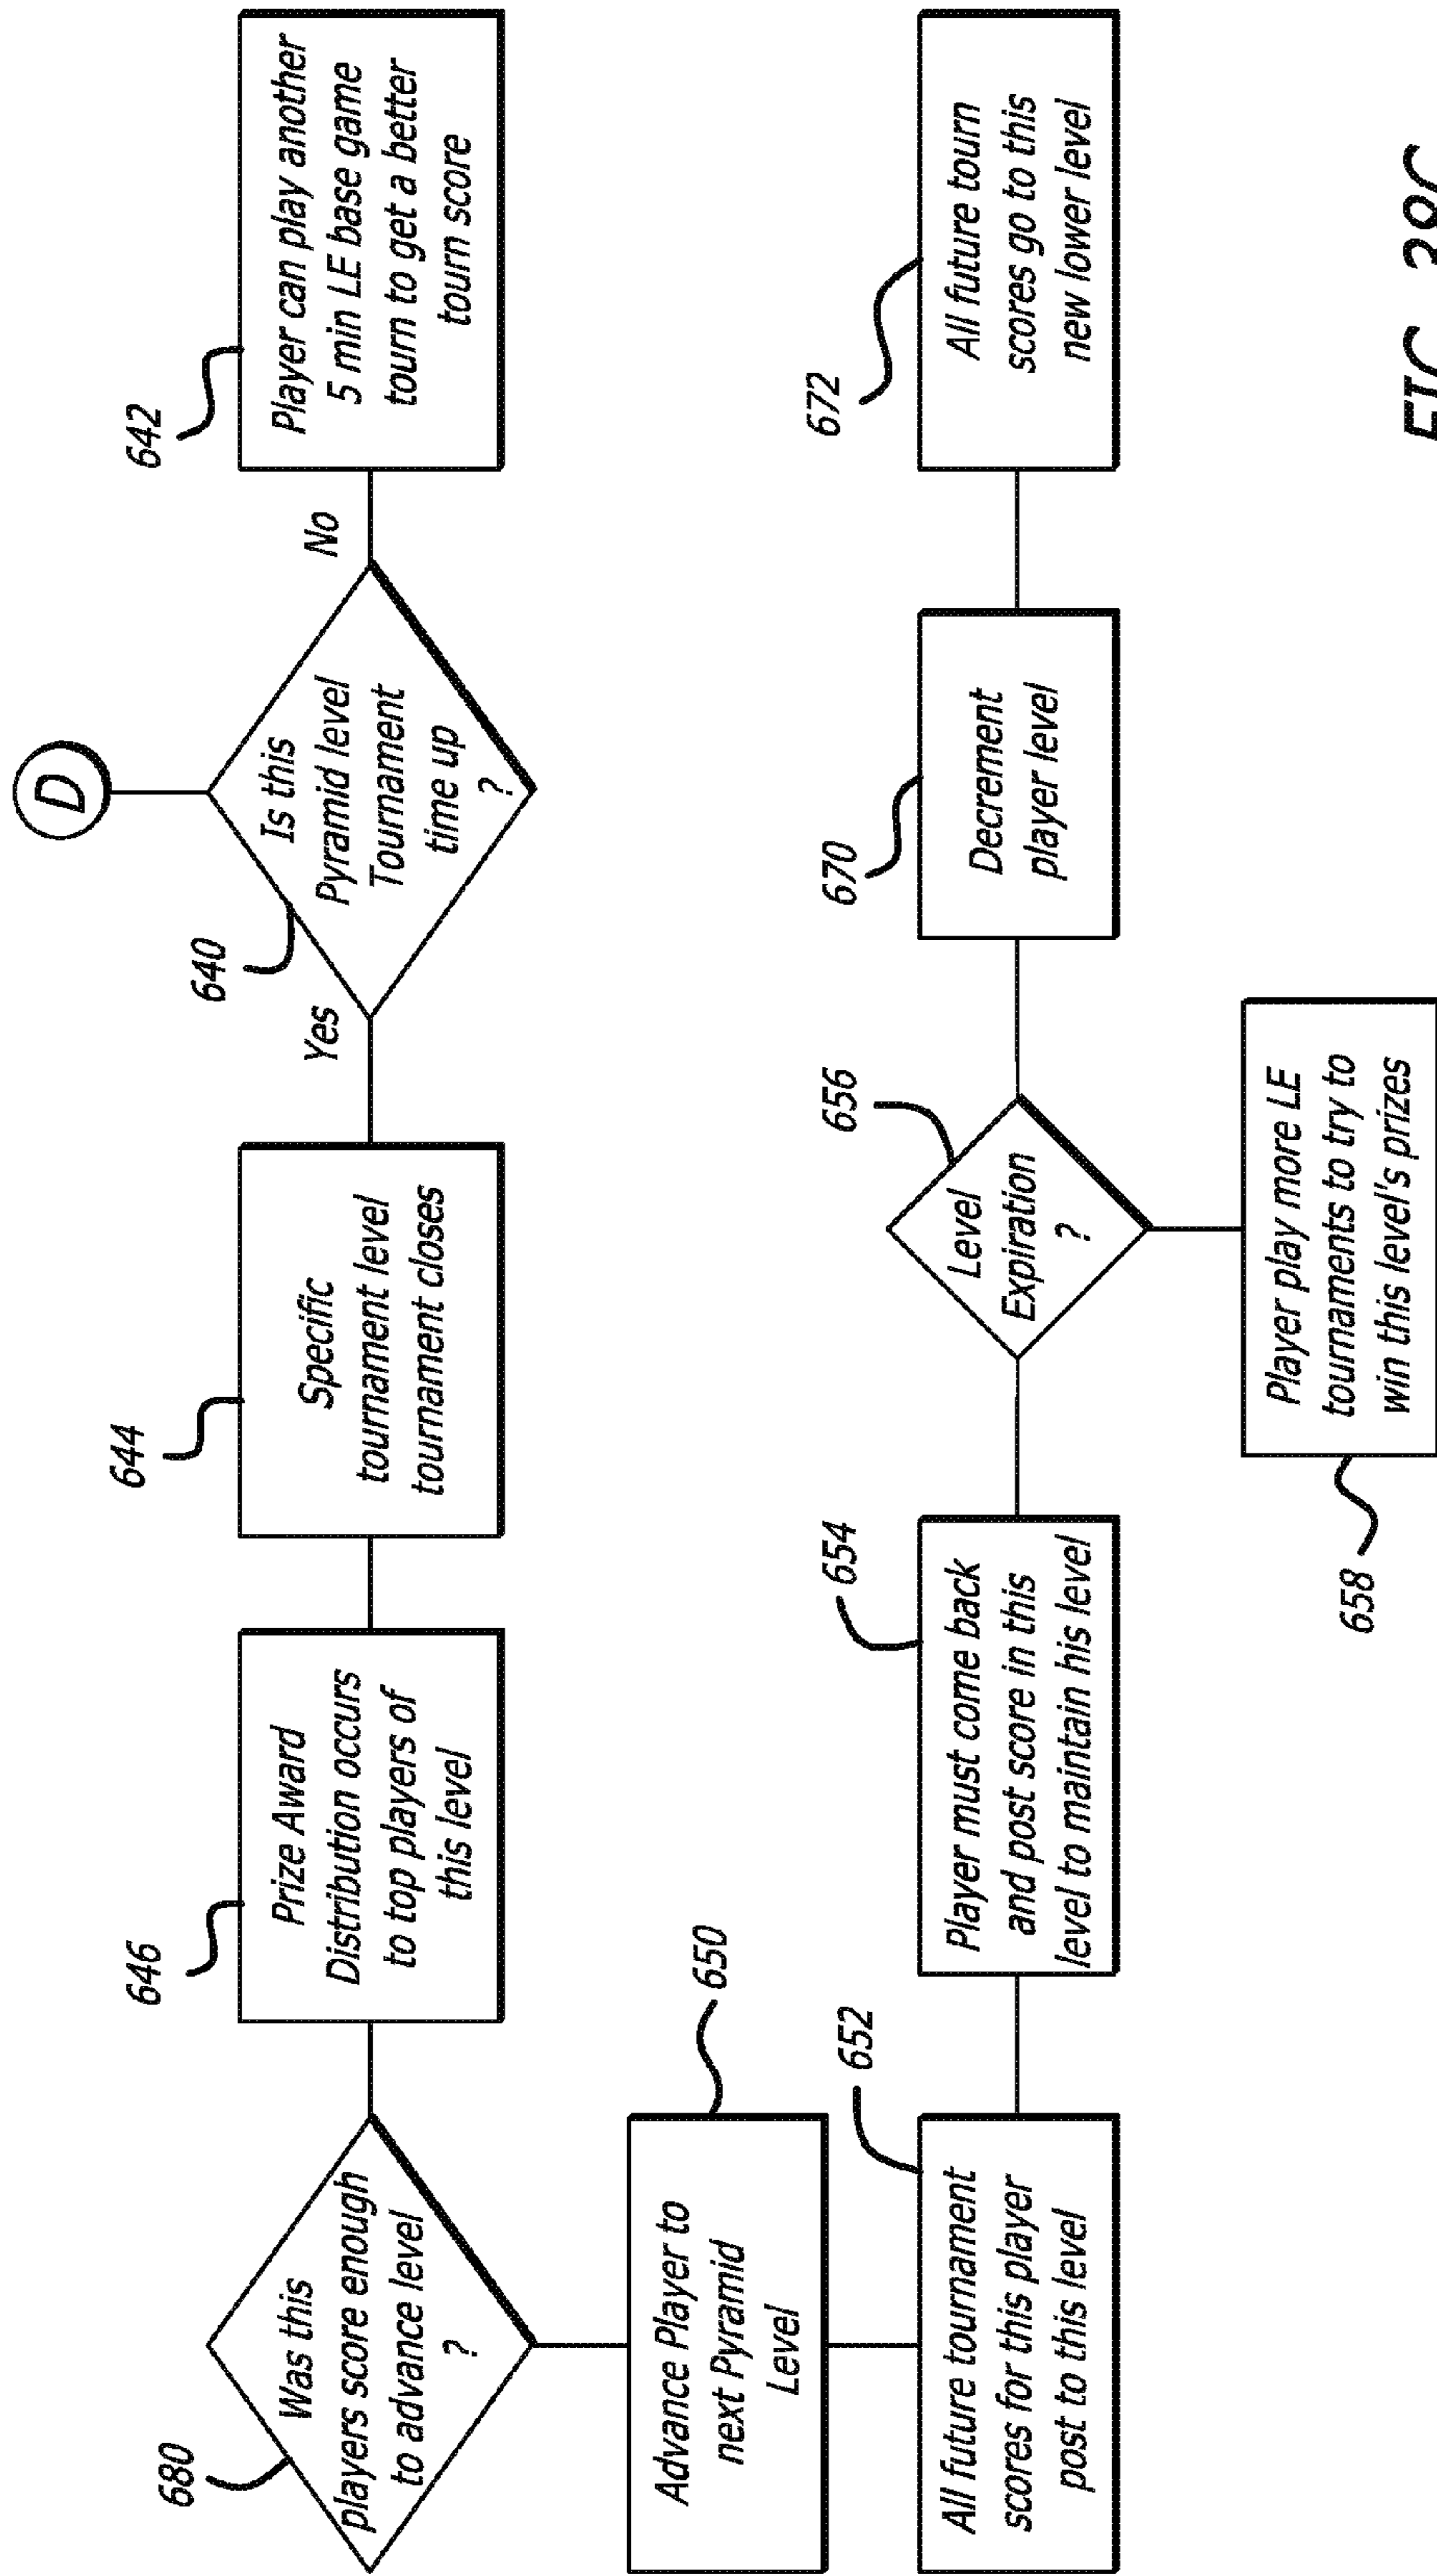 D
640
Is this
Pyramid level
Tournament
time up
?
No
642
Player can play another
5 min LE base game
tourn to get a better
tourn score
Yes
644
Specific
tournament level
tournament closes
646
Prize Award
Distribution occurs
to top players of
this level
680
Was this
players score enough
to advance level
?
650
Advance Player to
next Pyramid
Level
652
All future tournament
scores for this player
post to this level
654
Player must come back
and post score in this
level to maintain his level
656
Level
Expiration
?
658
Player play more LE
tournaments to try to
win this level's prizes
670
Decrement
player level
672
All future tourn
scores go to this
new lower level
FIG. 38C